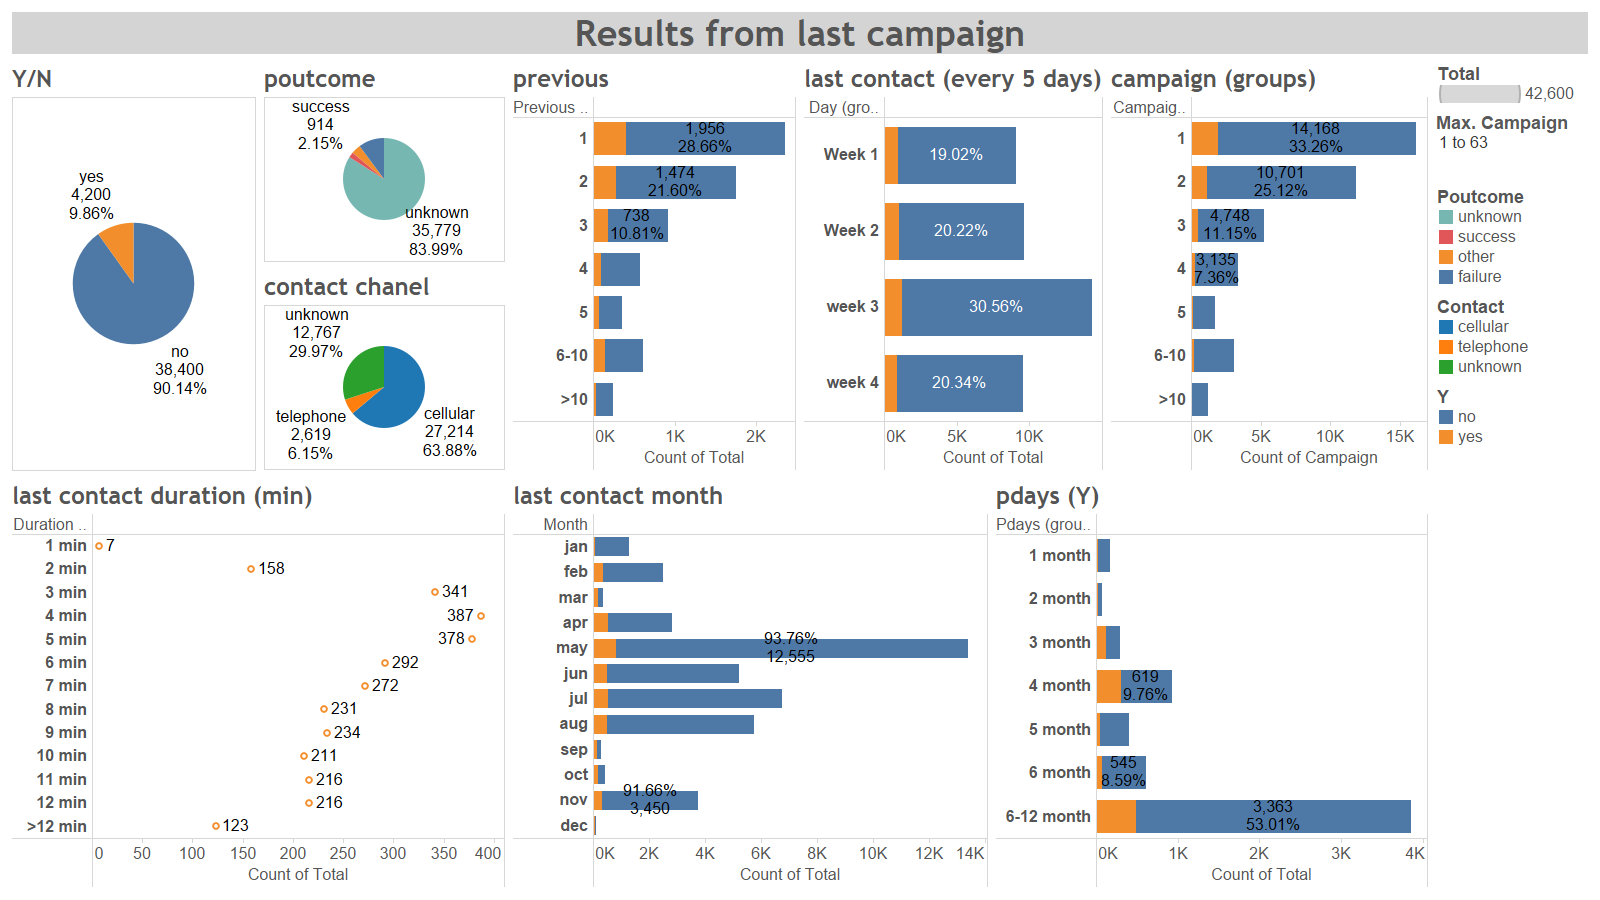 Results from last campaign
Y/N
yes
4,200
9.86%
no
38,400
90.14%
poutcome
success
914
2.15%
unknown
35,779
83.99%
contact chanel
unknown
12,767
29.97%
telephone
2,619
6.15%
cellular
27,214
63.88%
previous
Previous ..
1
1,956
28.66%
2
1,474
21.60%
3
738
10.81%
4
5
6-10
>10
0K 1K 2K
Count of Total
last contact (every 5 days)
Day (gro..
Week 1
19.02%
Week 2
20.22%
week 3
30.56%
week 4
20.34%
0K 5K 10K
Count of Total
campaign (groups)
Campaig..
1
14,168
33.26%
2
10,701
25.12%
3
4,748
11.15%
4
3,135
7.36%
5
6-10
>10
0K 5K 10K 15K
Count of Campaign
Total
42,600
Max. Campaign
1 to 63
Poutcome
unknown
success
other
failure
Contact
cellular
telephone
unknown
Y
no
yes
last contact duration (min)
Duration ..
1 min 7
2 min 158
3 min 341
4 min 387
5 min 378
6 min 292
7 min 272
8 min 231
9 min 234
10 min 211
11 min 216
12 min 216
>12 min 123
0 50 100 150 200 250 300 350 400
Count of Total
last contact month
Month
jan
feb
mar
apr
may
93.76%
12,555
jun
jul
aug
sep
oct
nov
91.66%
3,450
dec
0K 2K 4K 6K 8K 10K 12K 14K
Count of Total
pdays (Y)
Pdays (grou..
1 month
2 month
3 month
4 month
619
9.76%
5 month
6 month
545
8.59%
6-12 month
3,363
53.01%
0K 1K 2K 3K 4K
Count of Total